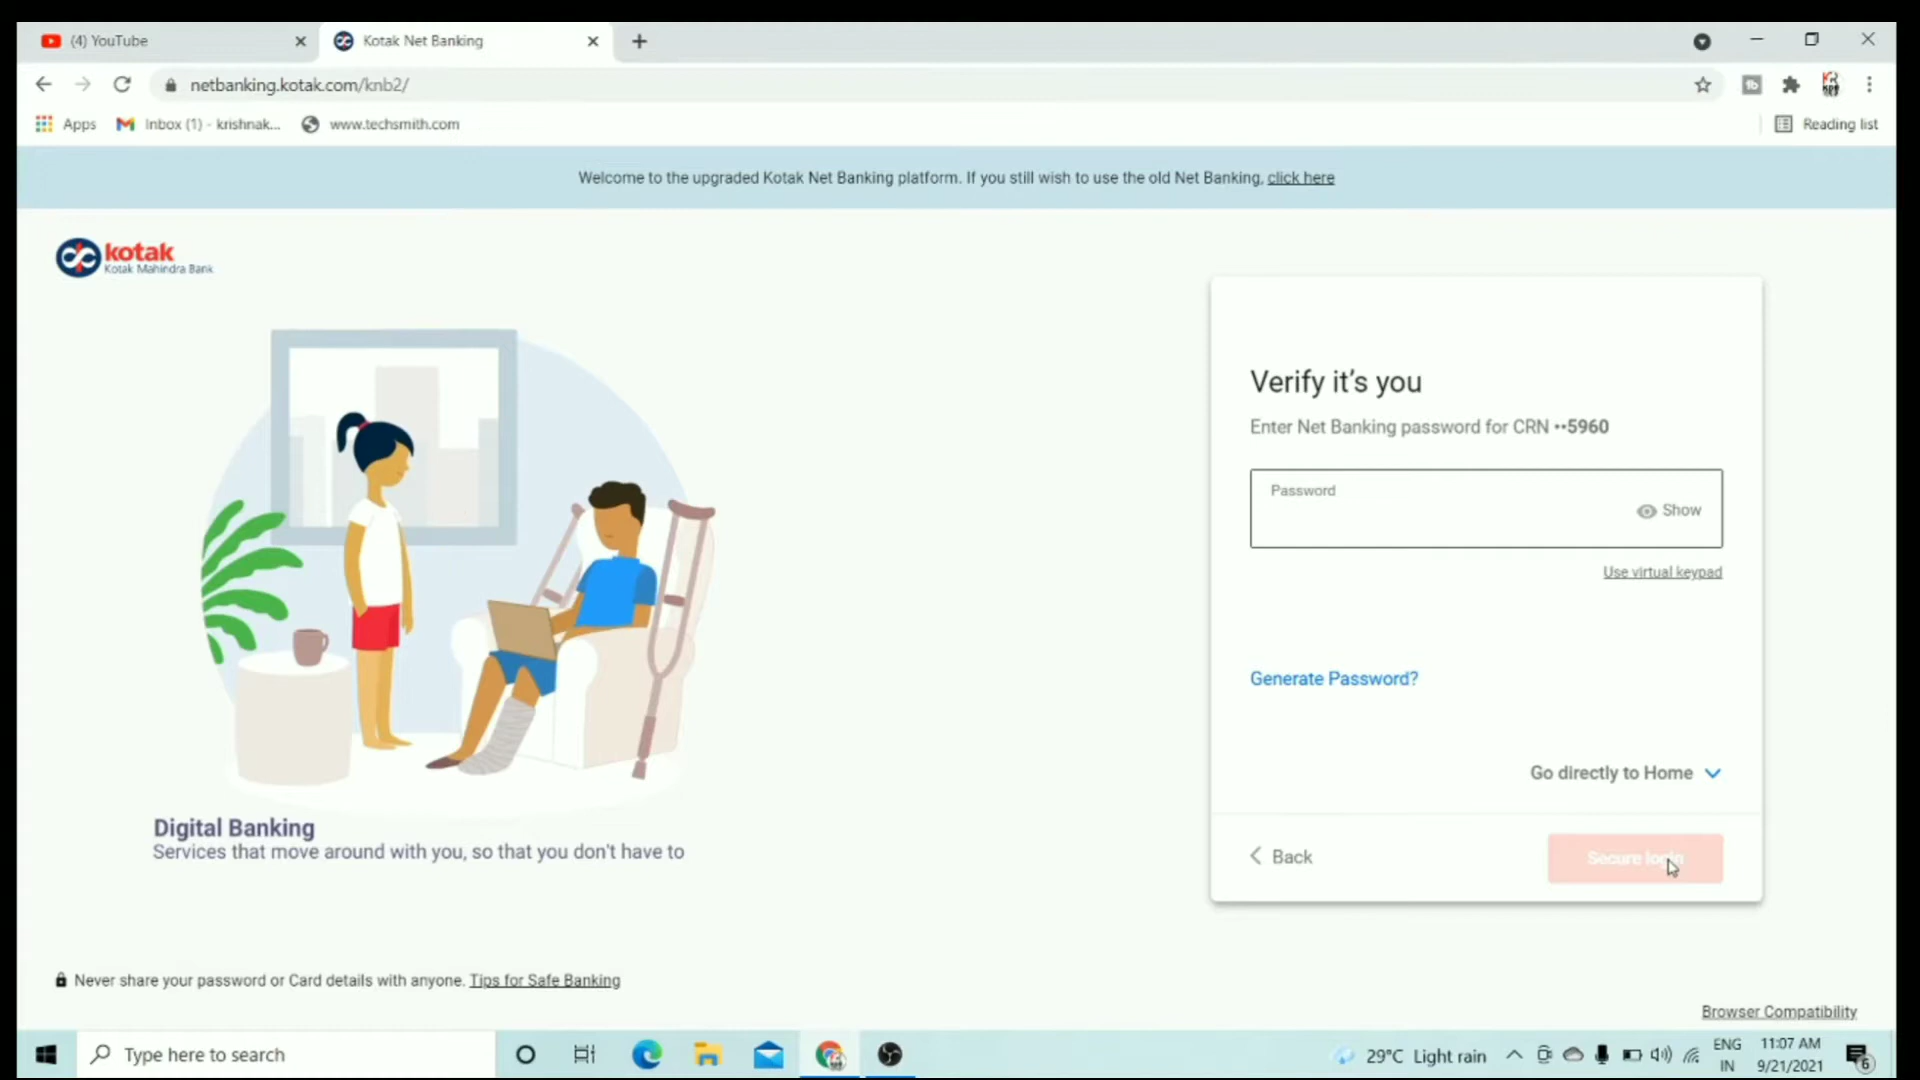 (4) YouTube
Kotak Net Banking
netbanking.kotak.com/knb2/
Apps
Inbox (1) - krishnak...
www.techsmith.com
Reading list
Welcome to the upgraded Kotak Net Banking platform. If you still wish to use the old Net Banking, click here
kotak
Kotak Mahindra Bank
Verify it's you
Enter Net Banking password for CRN ••5960
Password
Show
Use virtual keypad
Generate Password?
Go directly to Home
Digital Banking
Services that move around with you, so that you don't have to
Back
Secure login
Never share your password or Card details with anyone. Tips for Safe Banking
Browser Compatibility
Type here to search
29°C Light rain
ENG
IN
11:07 AM
9/21/2021
6